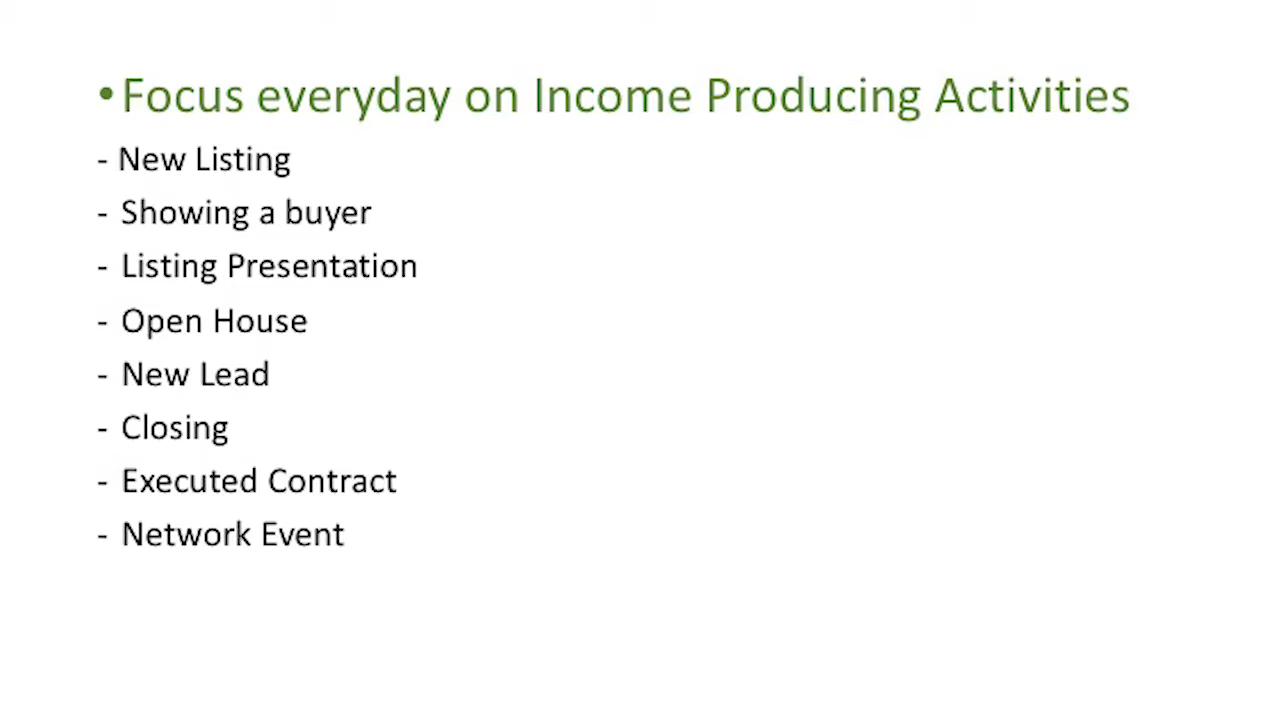 •Focus everyday on Income Producing Activities
- New Listing
- Showing a buyer
- Listing Presentation
- Open House
- New Lead
- Closing
- Executed Contract
- Network Event